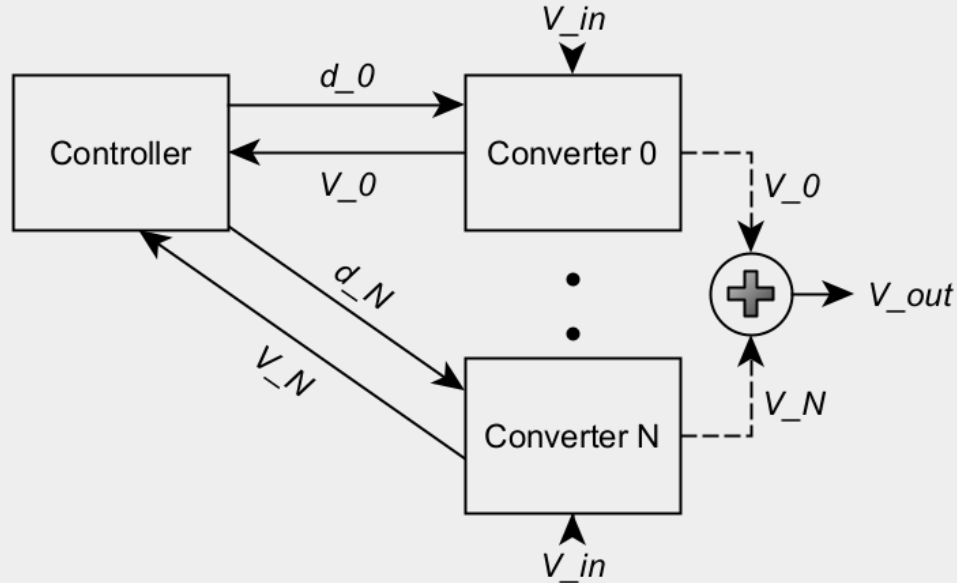 V_in
d_0
Controller
Converter 0
V_0
V_0
d_N
V_out
V_N
V_N
Converter N
V_in